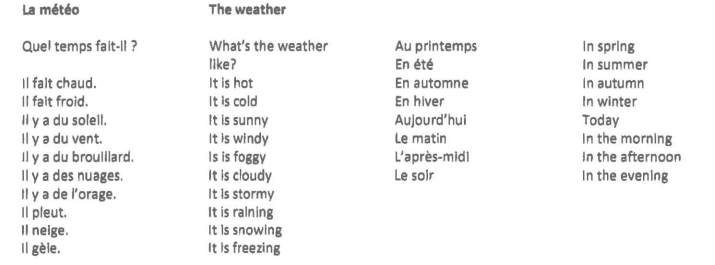 La météo The weather
Quel temps fait-il ? What's the weather Au printemps In spring
like? En été In summer
Il fait chaud. It is hot En automne In autumn
Il fait froid. It is cold En hiver In winter
Il y a du soleil. It is sunny Aujourd'hui Today
Il y a du vent. It is windy Le matin In the morning
Il y a du brouillard. Is is foggy L'après-midi In the afternoon
Il y a des nuages. It is cloudy Le soir In the evening
Il y a de l'orage. It is stormy
Il pleut. It is raining
Il neige. It is snowing
Il gèle. It is freezing